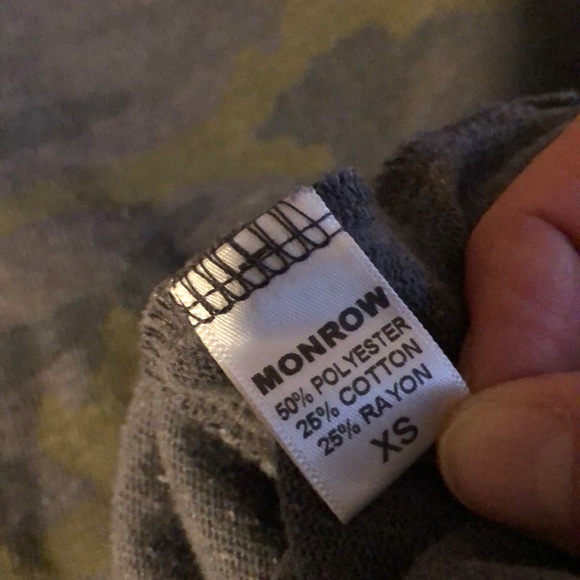 MONROW
50% POLYESTER
25% COTTON
25% RAYON
XS